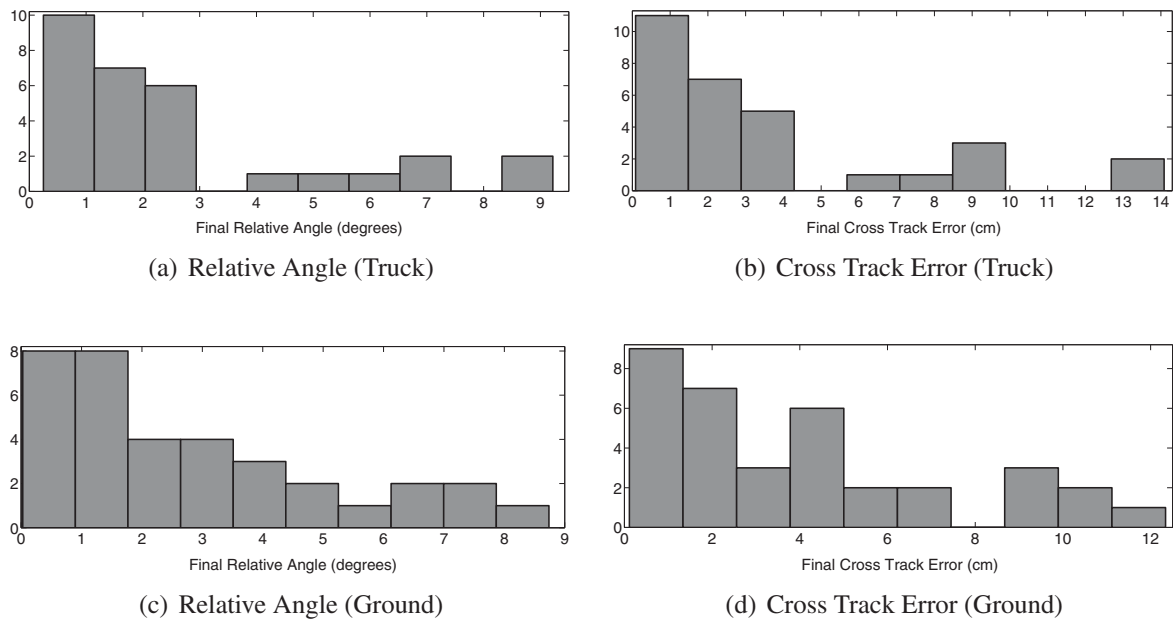 10
8
6
4
2
0
0 1 2 3 4 5 6 7 8 9
Final Relative Angle (degrees)
(a) Relative Angle (Truck)
10
8
6
4
2
0
0 1 2 3 4 5 6 7 8 9 10 11 12 13 14
Final Cross Track Error (cm)
(b) Cross Track Error (Truck)
8
6
4
2
0
0 1 2 3 4 5 6 7 8 9
Final Relative Angle (degrees)
(c) Relative Angle (Ground)
8
6
4
2
0
0 2 4 6 8 10 12
Final Cross Track Error (cm)
(d) Cross Track Error (Ground)